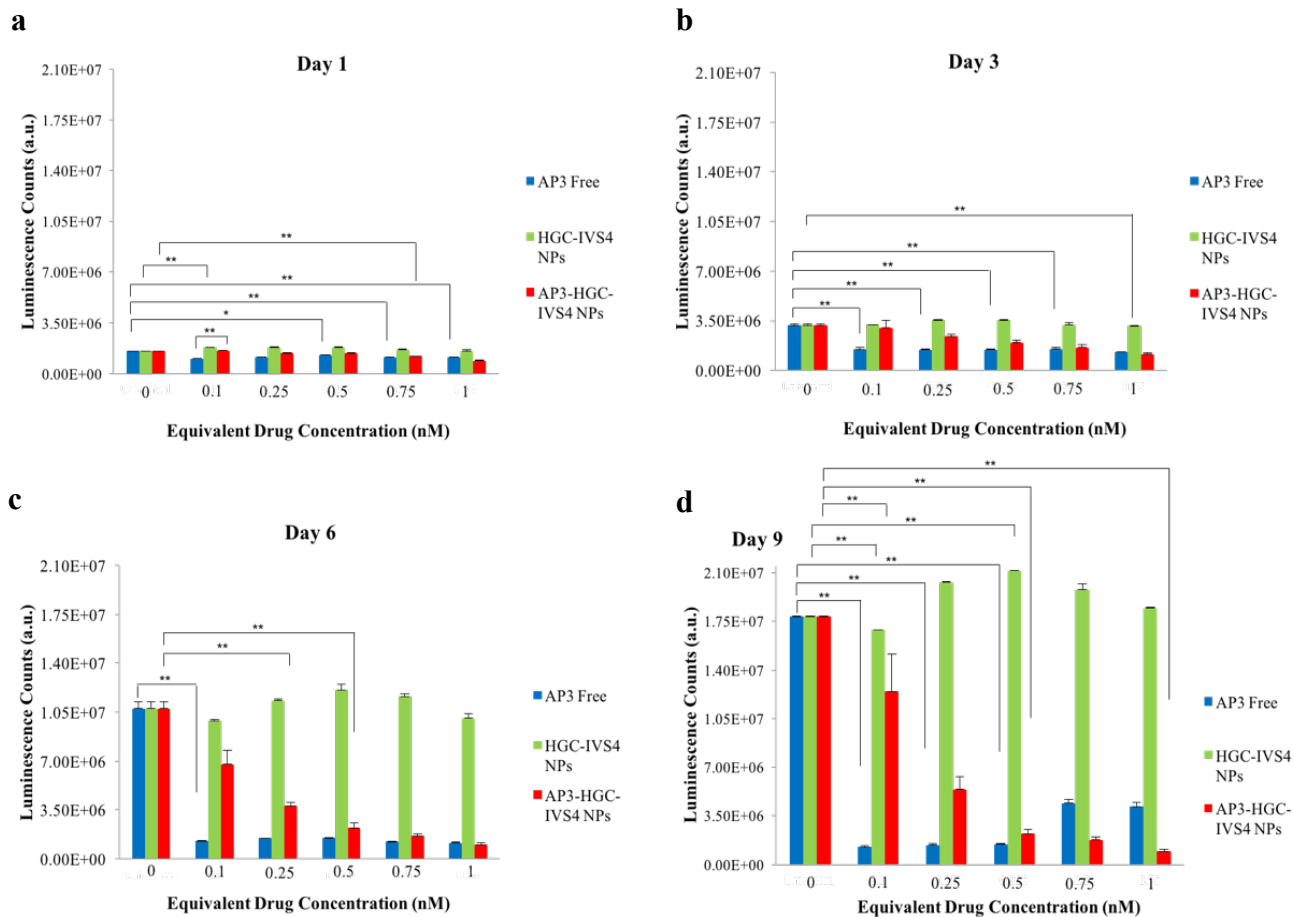 a
Day 1
Luminescence Counts (a.u.)
2.10E+07
1.75E+07
1.40E+07
1.05E+07
7.00E+06
3.50E+06
0.00E+00
**
**
**
**
*
**
0 0.1 0.25 0.5 0.75 1
Equivalent Drug Concentration (nM)
AP3 Free
HGC-IVS4
NPs
AP3-HGC-
IVS4 NPs
b
Day 3
Luminescence Counts (a.u.)
2.10E+07
1.75E+07
1.40E+07
1.05E+07
7.00E+06
3.50E+06
0.00E+00
**
**
**
**
**
0 0.1 0.25 0.5 0.75 1
Equivalent Drug Concentration (nM)
AP3 Free
HGC-IVS4
NPs
AP3-HGC-
IVS4 NPs
c
Day 6
Luminescence Counts (a.u.)
2.10E+07
1.75E+07
1.40E+07
1.05E+07
7.00E+06
3.50E+06
0.00E+00
**
**
**
0 0.1 0.25 0.5 0.75 1
Equivalent Drug Concentration (nM)
AP3 Free
HGC-IVS4
NPs
AP3-HGC-
IVS4 NPs
d
Day 9
Luminescence Counts (a.u.)
2.10E+07
1.75E+07
1.40E+07
1.05E+07
7.00E+06
3.50E+06
0.00E+00
**
**
**
**
**
**
**
**
0 0.1 0.25 0.5 0.75 1
Equivalent Drug Concentration (nM)
AP3 Free
HGC-IVS4
NPs
AP3-HGC-
IVS4 NPs